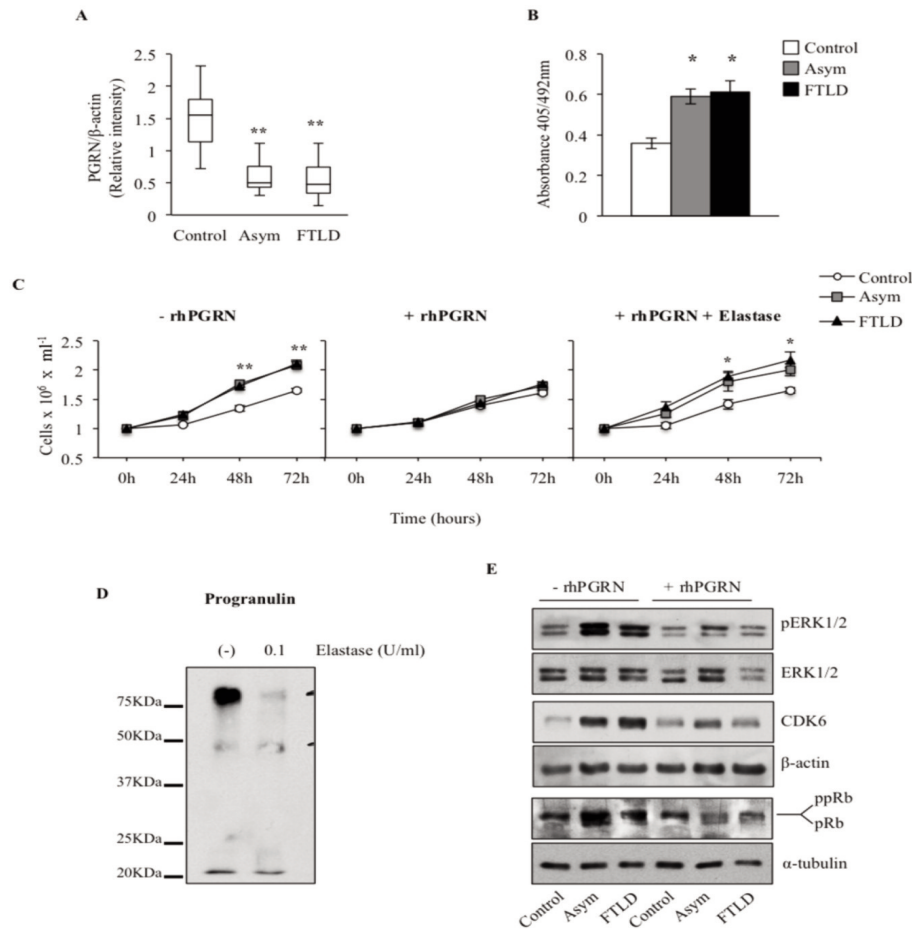 A
PGRN/β-actin
(Relative intensity)
2.5
2
1.5
1
0.5
0
**
**
Control Asym FTLD
B
Absorbance 405/492nm
0.8
0.6
0.4
0.2
0
*
*
Control
Asym
FTLD
C
Control
Asym
FTLD
- rhPGRN
+ rhPGRN
+ rhPGRN + Elastase
Cells x 10⁶ x ml⁻¹
2.5
2
1.5
1
0.5
**
**
*
*
0h 24h 48h 72h
0h 24h 48h 72h
0h 24h 48h 72h
Time (hours)
D
Progranulin
(-) 0.1 Elastase (U/ml)
75KDa
50KDa
37KDa
25KDa
20KDa
E
- rhPGRN + rhPGRN
pERK1/2
ERK1/2
CDK6
β-actin
ppRb
pRb
α-tubulin
Control Asym FTLD Control Asym FTLD